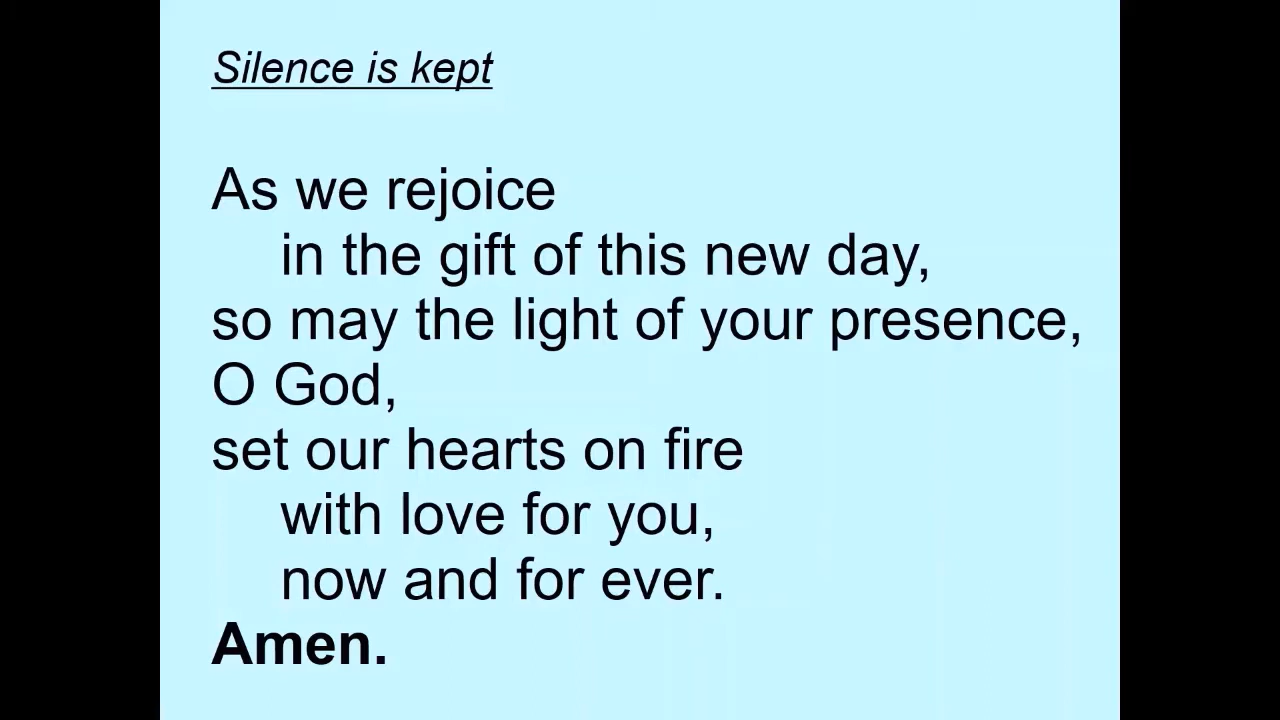 Silence is kept
As we rejoice
in the gift of this new day,
so may the light of your presence,
O God,
set our hearts on fire
with love for you,
now and for ever.
Amen.